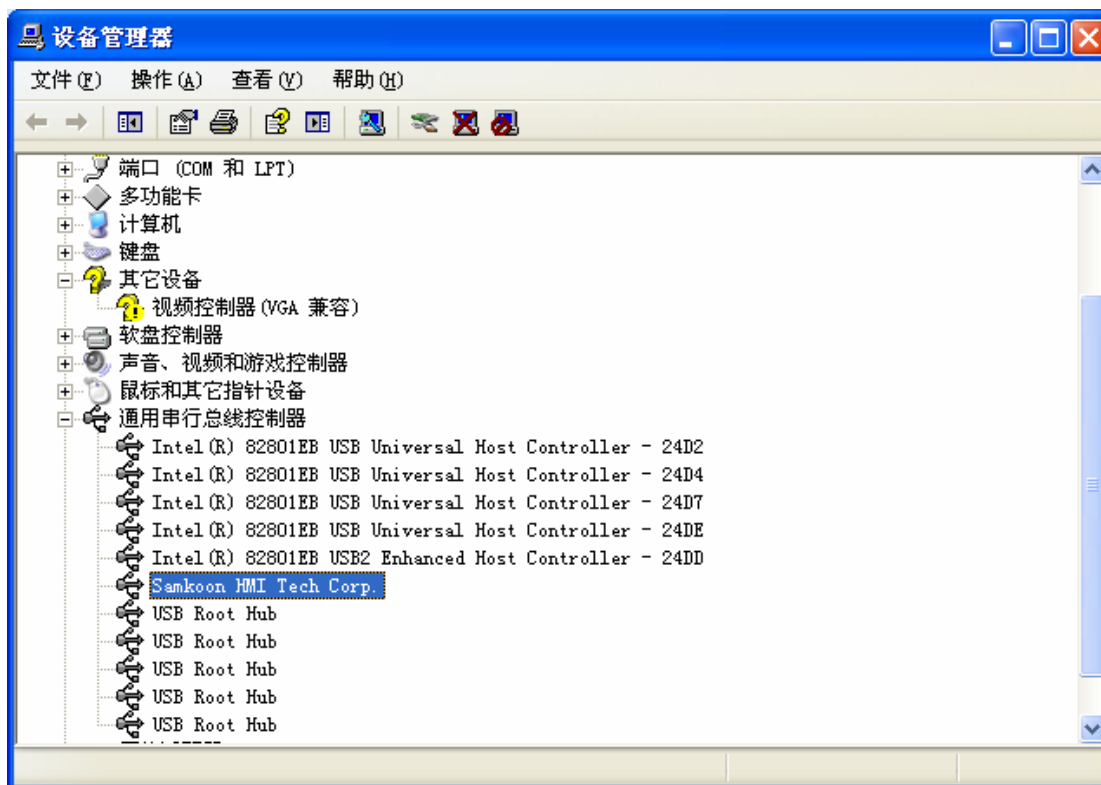 设备管理器
文件(F) 操作(A) 查看(V) 帮助(H)
端口 (COM 和 LPT)
多功能卡
计算机
键盘
其它设备
视频控制器(VGA 兼容)
软盘控制器
声音、视频和游戏控制器
鼠标和其它指针设备
通用串行总线控制器
Intel(R) 82801EB USB Universal Host Controller - 24D2
Intel(R) 82801EB USB Universal Host Controller - 24D4
Intel(R) 82801EB USB Universal Host Controller - 24D7
Intel(R) 82801EB USB Universal Host Controller - 24DE
Intel(R) 82801EB USB2 Enhanced Host Controller - 24DD
Samkoon HMI Tech Corp.
USB Root Hub
USB Root Hub
USB Root Hub
USB Root Hub
USB Root Hub